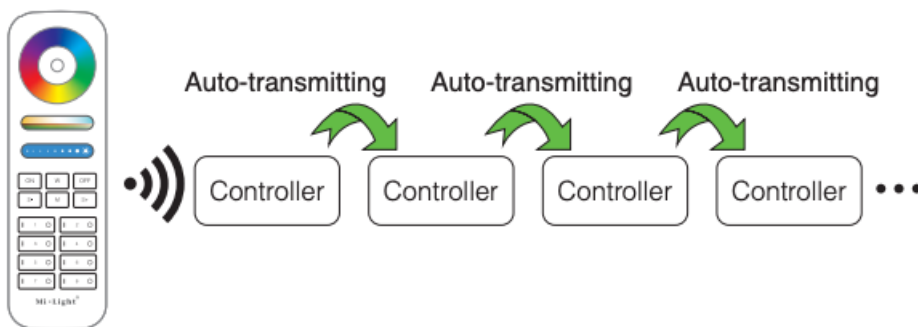 Auto-transmitting Auto-transmitting Auto-transmitting
Controller Controller Controller Controller
ON OFF
Mi·Light®